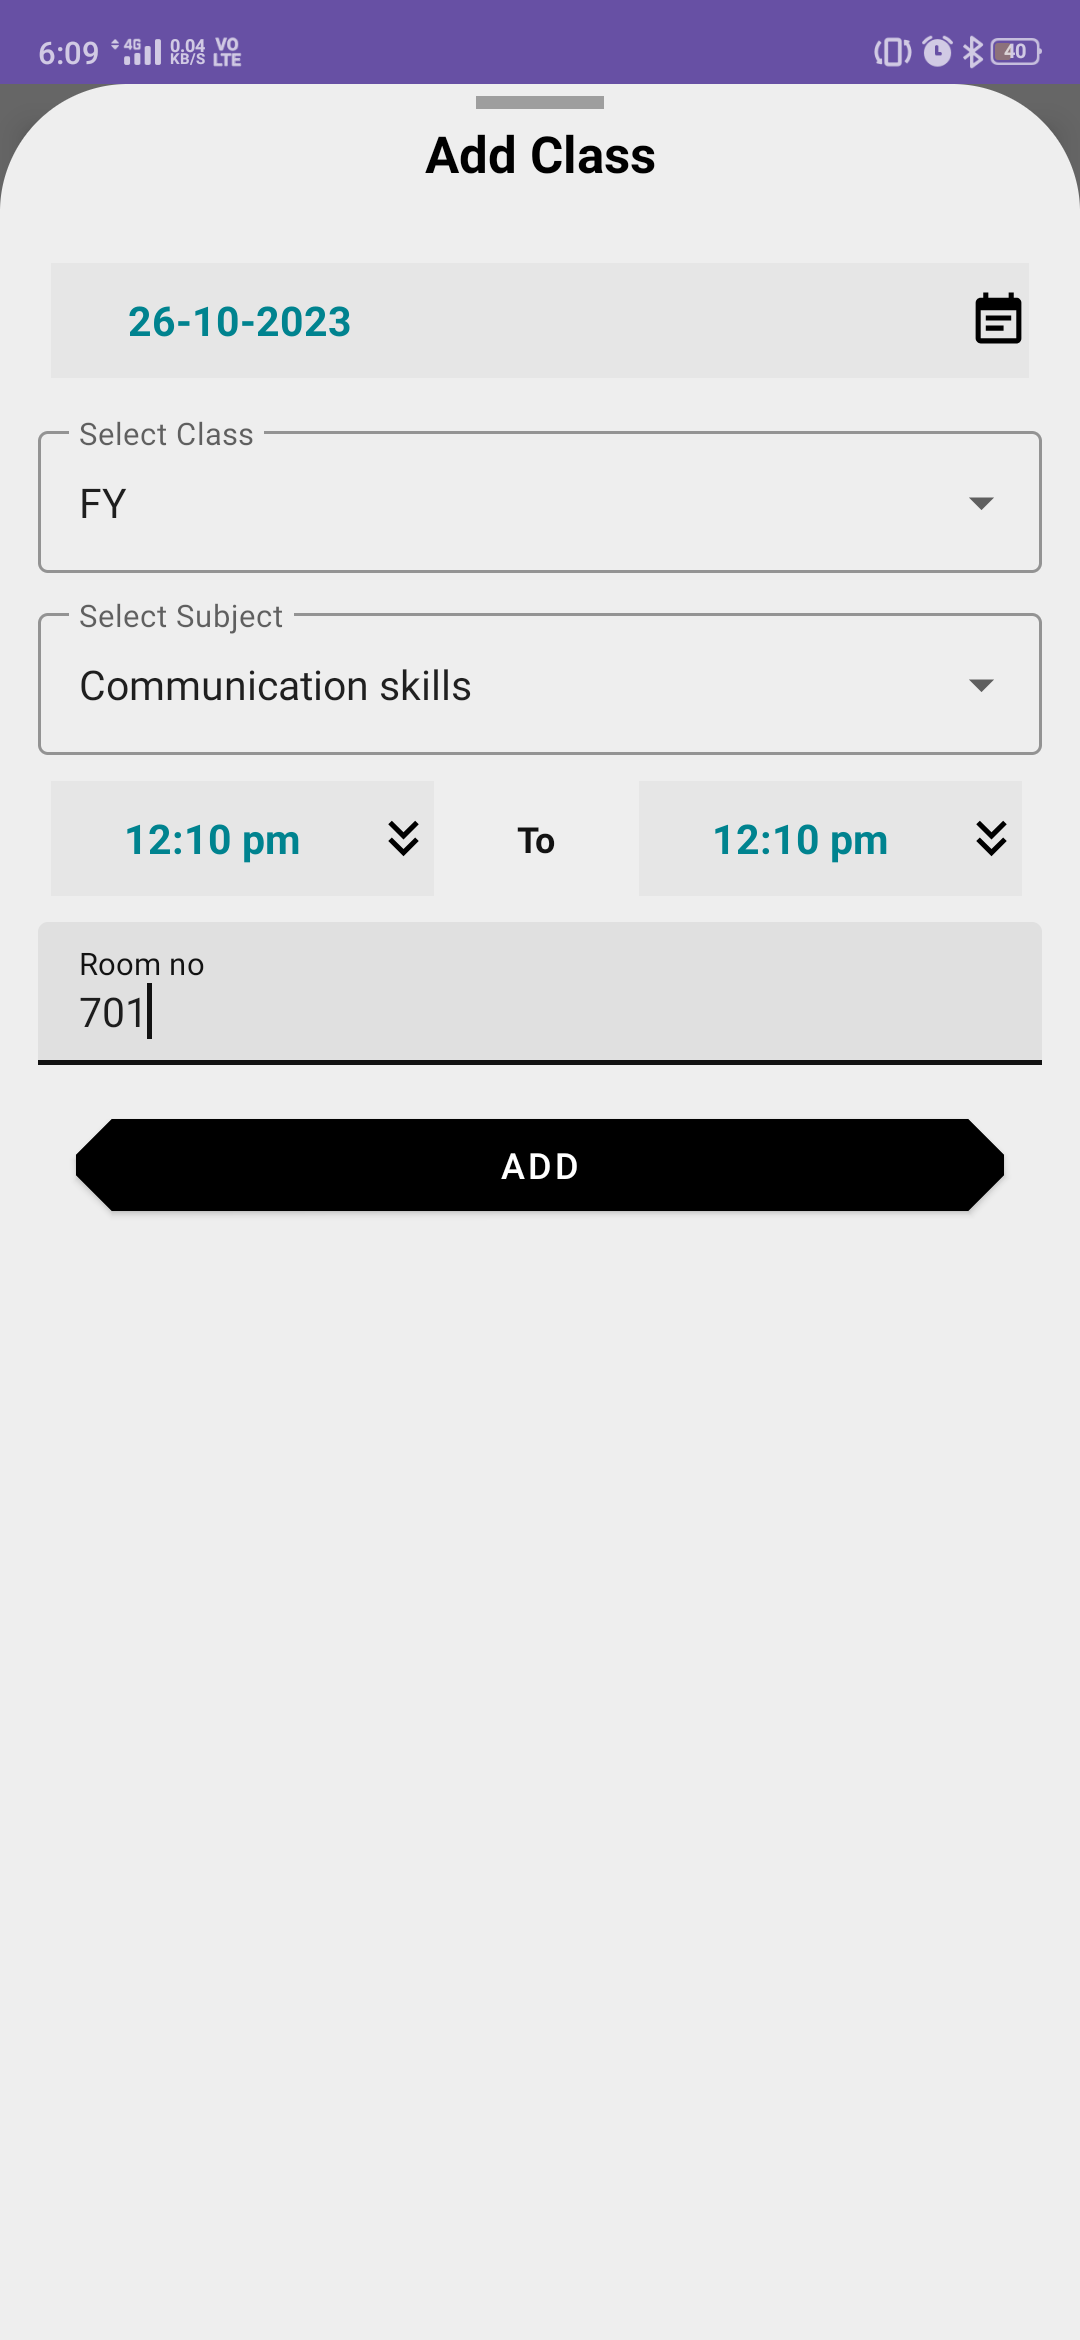 6:09 4G 0.04 KB/S VO LTE 40
Add Class
26-10-2023
Select Class
FY
Select Subject
Communication skills
12:10 pm To 12:10 pm
Room no
701
ADD